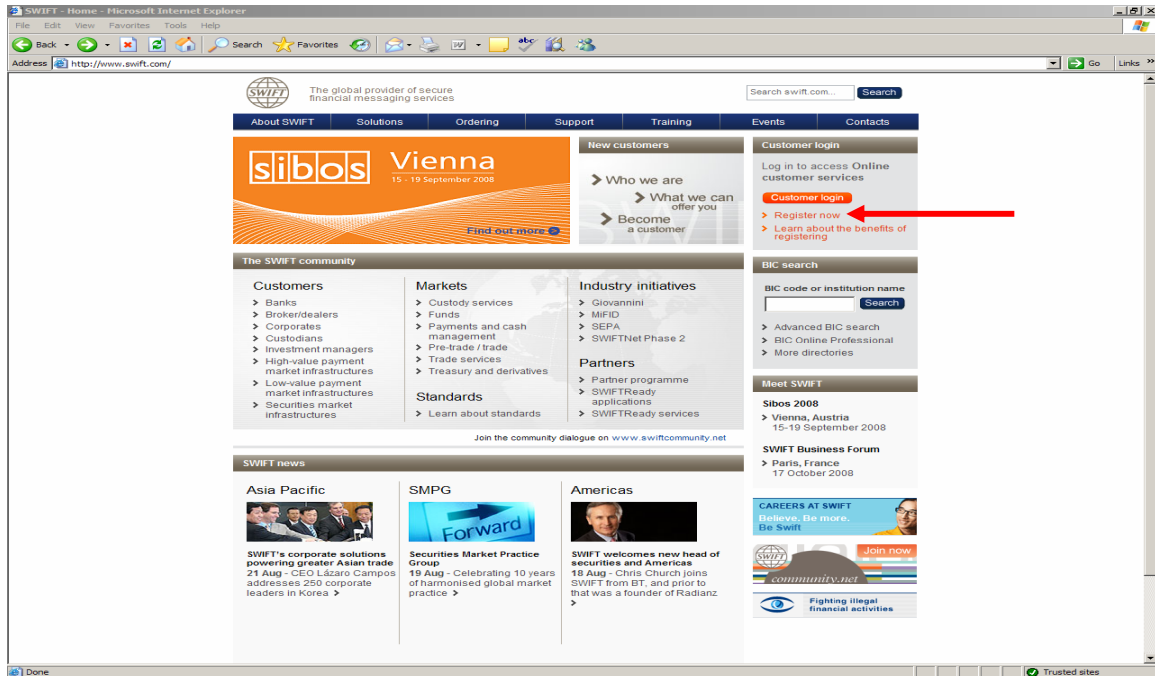 SWIFT - Home - Microsoft Internet Explorer
File Edit View Favorites Tools Help
Back Search Favorites
Address http://www.swift.com/ Go Links »
SWIFT
The global provider of secure
financial messaging services
Search swift.com... Search
About SWIFT Solutions Ordering Support Training Events Contacts
sibos Vienna
15 - 19 September 2008
Find out more
New customers
Who we are
What we can
offer you
Become
a customer
Customer login
Log in to access Online
customer services
Customer login
Register now
Learn about the benefits of
registering
The SWIFT community
Customers
Banks
Broker/dealers
Corporates
Custodians
Investment managers
High-value payment
market infrastructures
Low-value payment
market infrastructures
Securities market
infrastructures
Markets
Custody services
Funds
Payments and cash
management
Pre-trade / trade
Trade services
Treasury and derivatives
Standards
Learn about standards
Industry initiatives
Giovannini
MiFID
SEPA
SWIFTNet Phase 2
Partners
Partner programme
SWIFTReady
applications
SWIFTReady services
Join the community dialogue on www.swiftcommunity.net
BIC search
BIC code or institution name
Search
Advanced BIC search
BIC Online Professional
More directories
Meet SWIFT
Sibos 2008
Vienna, Austria
15-19 September 2008
SWIFT Business Forum
Paris, France
17 October 2008
SWIFT news
Asia Pacific
SWIFT's corporate solutions
powering greater Asian trade
21 Aug - CEO Lázaro Campos
addresses 250 corporate
leaders in Korea
SMPG
Forward
Securities Market Practice
Group
19 Aug - Celebrating 10 years
of harmonised global market
practice
Americas
SWIFT welcomes new head of
securities and Americas
18 Aug - Chris Church joins
SWIFT from BT, and prior to
that was a founder of Radianz
CAREERS AT SWIFT
Believe. Be more.
Be Swift
SWIFT
Join now
community.net
Fighting illegal
financial activities
Done Trusted sites